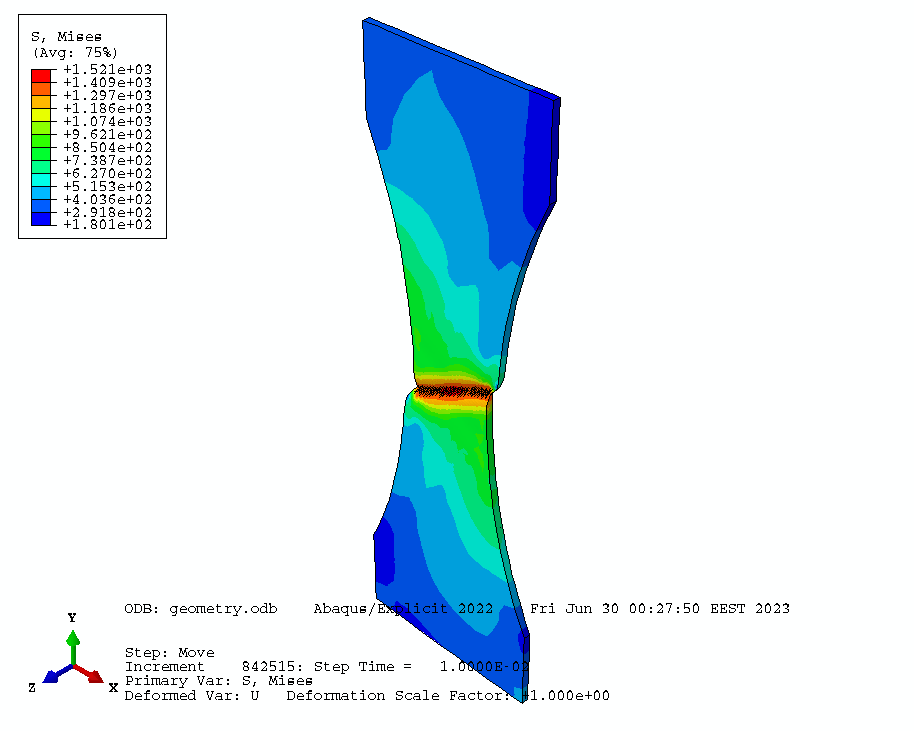 S, Mises
(Avg: 75%)
+1.521e+03
+1.409e+03
+1.297e+03
+1.186e+03
+1.074e+03
+9.621e+02
+8.504e+02
+7.387e+02
+6.270e+02
+5.153e+02
+4.036e+02
+2.918e+02
+1.801e+02
ODB: geometry.odb    Abaqus/Explicit 2022    Fri Jun 30 00:27:50 EEST 2023
Y
Z
X
Step: Move
Increment    842515: Step Time =    1.0000E-02
Primary Var: S, Mises
Deformed Var: U    Deformation Scale Factor: +1.000e+00